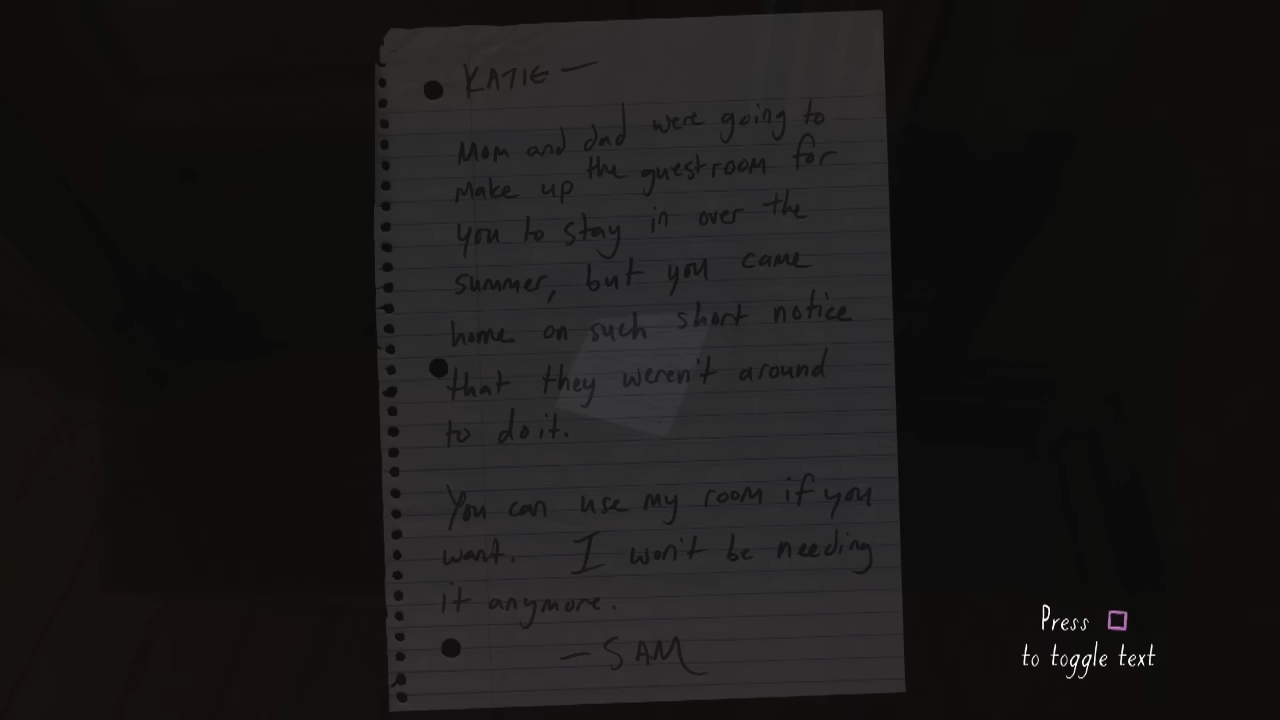 KATIE —
Mom and dad were going to
make up the guestroom for
you to stay in over the
summer, but you came
home on such short notice
that they weren't around
to do it.
You can use my room if you
want. I won't be needing
it anymore.
— SAM
Press □
to toggle text